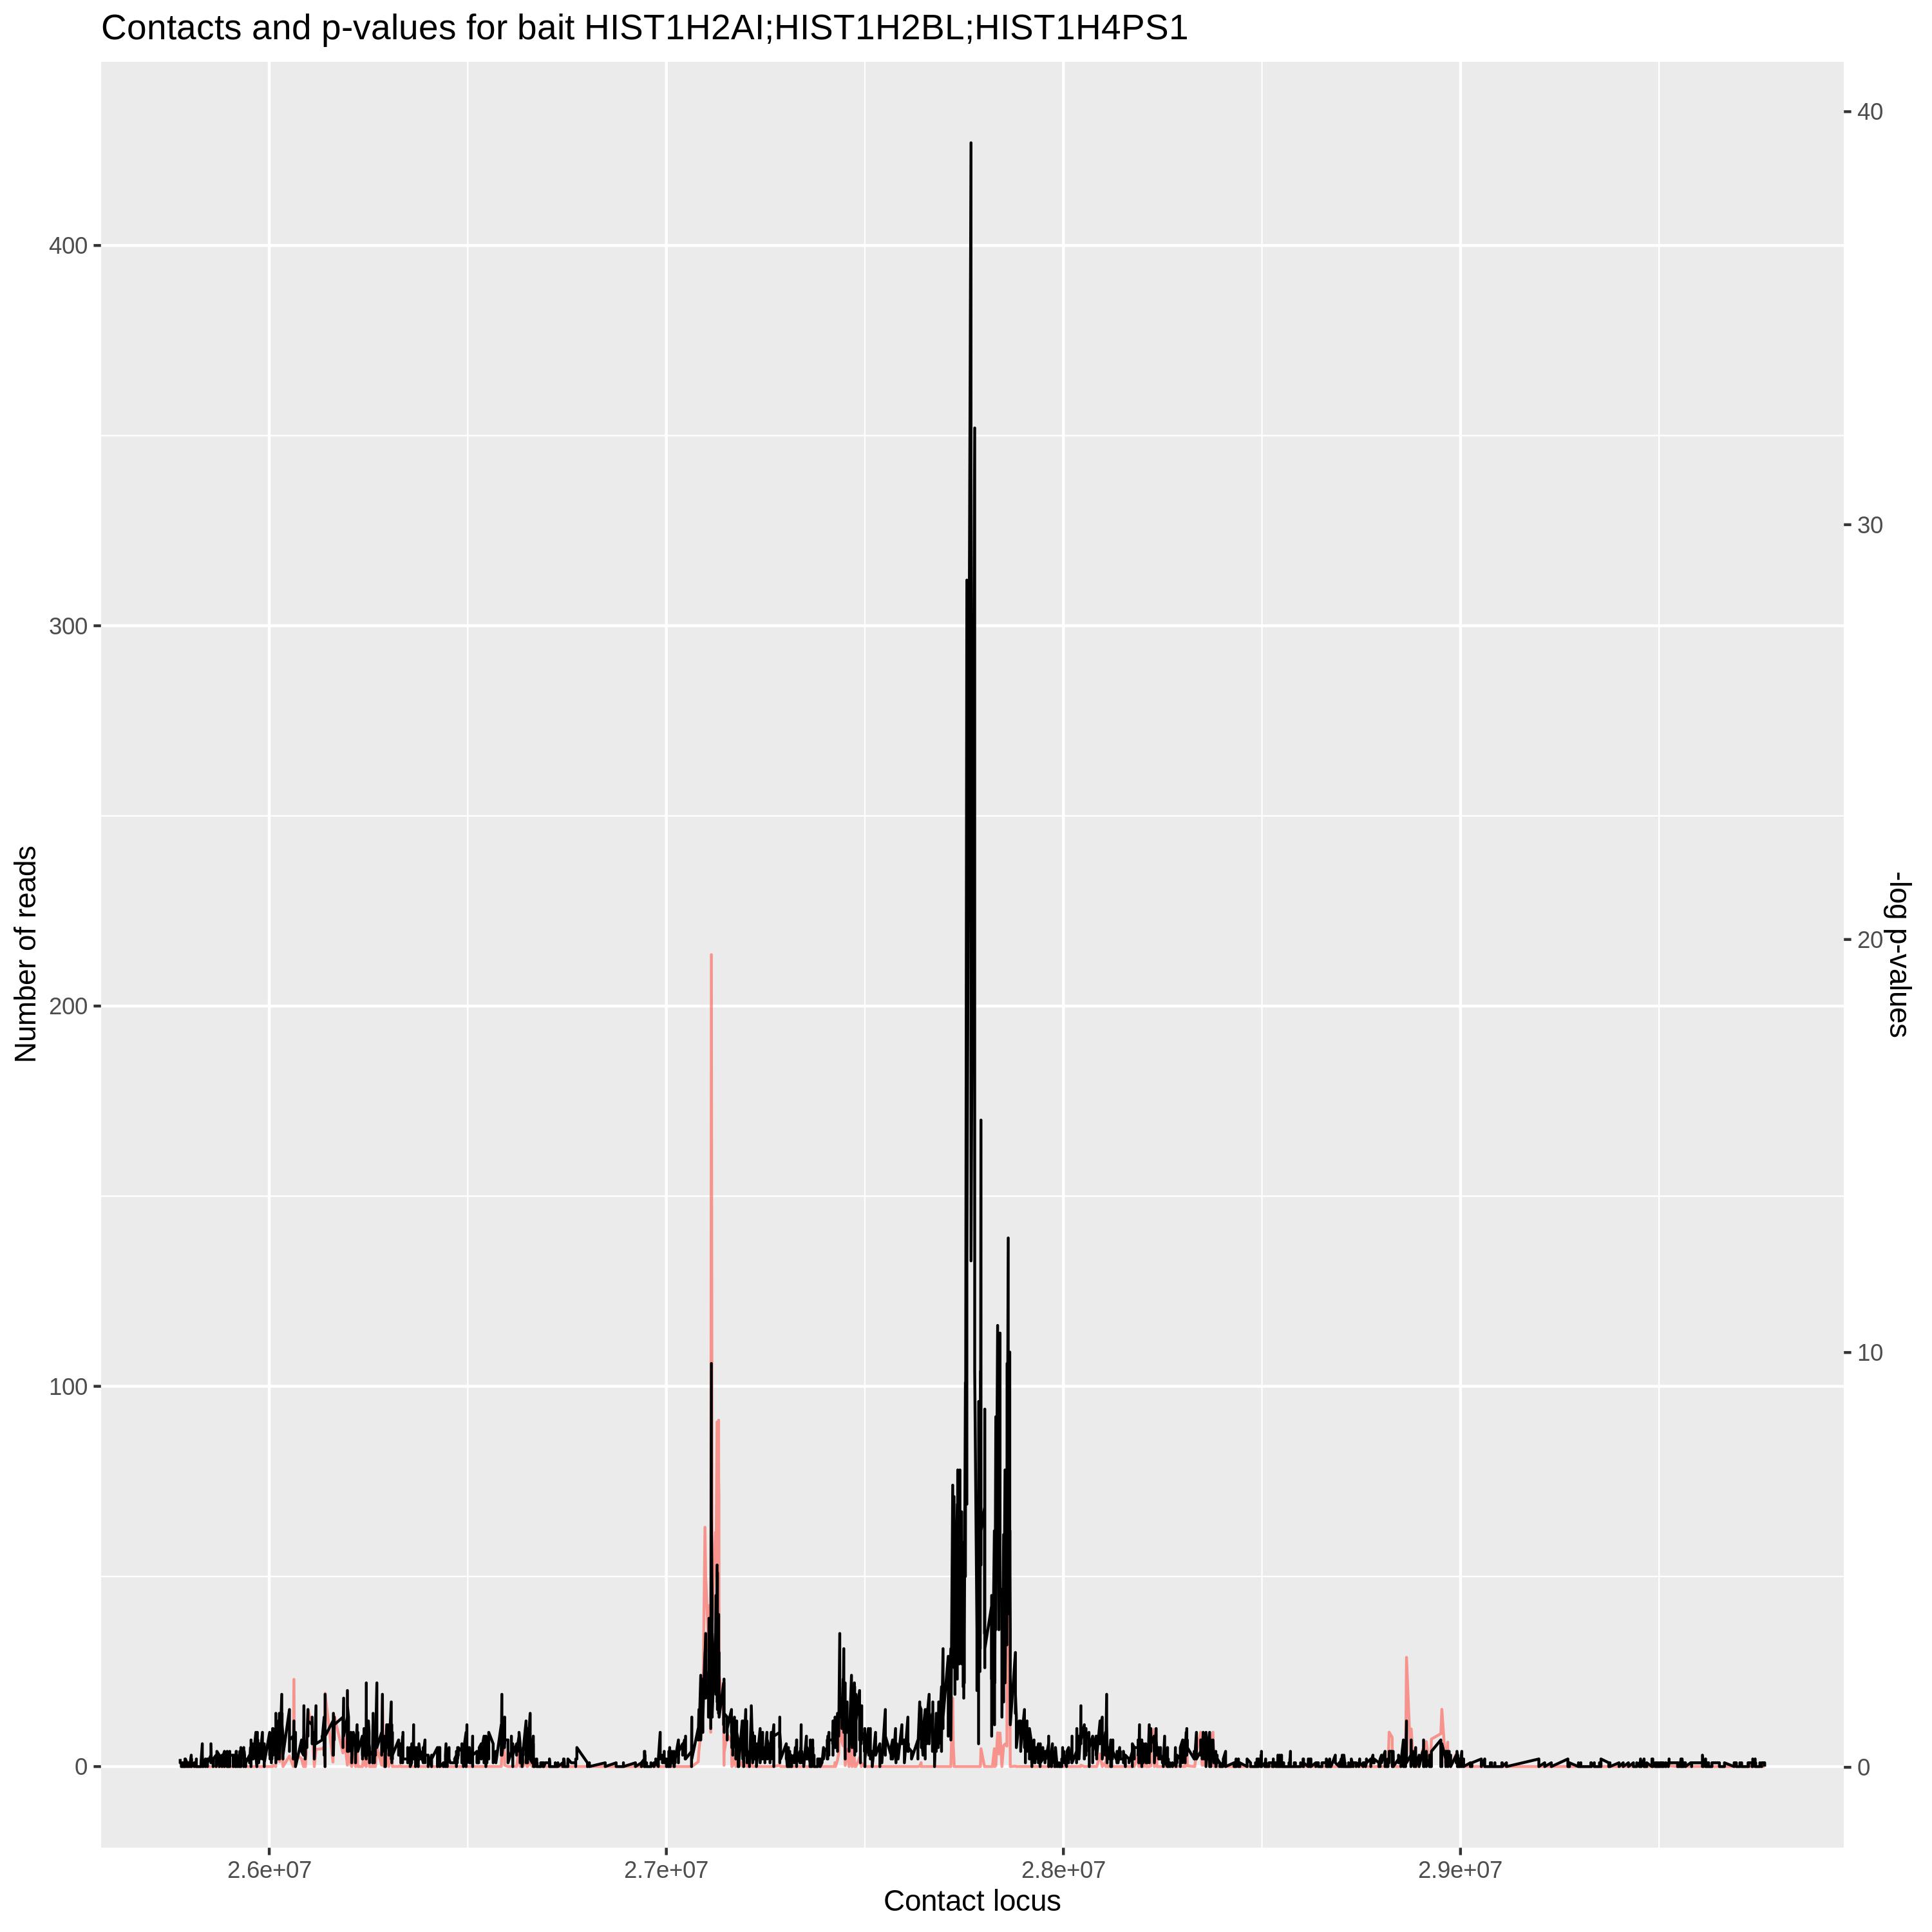 Contacts and p-values for bait HIST1H2AI;HIST1H2BL;HIST1H4PS1
Number of reads
400
300
200
100
0
40
30
20
10
0
-log p-values
2.6e+07
2.7e+07
2.8e+07
2.9e+07
Contact locus